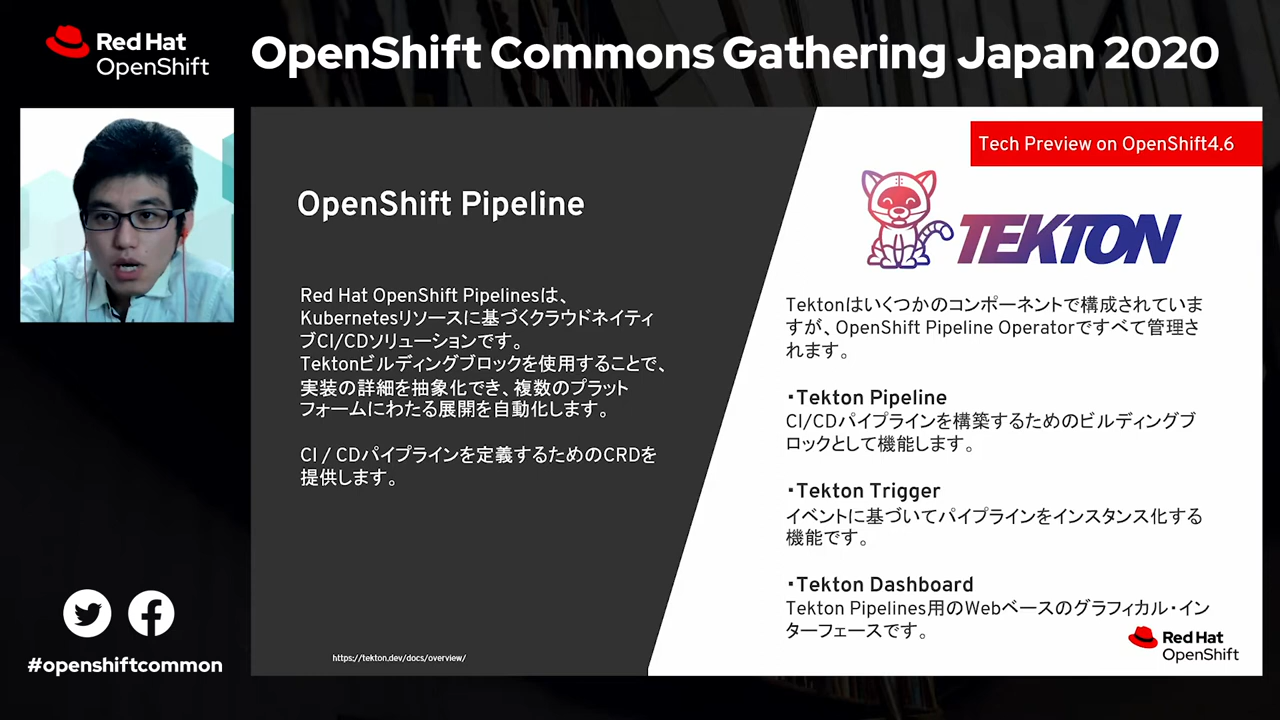 Red Hat
OpenShift
OpenShift Commons Gathering Japan 2020
OpenShift Pipeline
Red Hat OpenShift Pipelinesは、
Kubernetesリソースに基づくクラウドネイティ
ブCI/CDソリューションです。
Tektonビルディングブロックを使用することで、
実装の詳細を抽象化でき、複数のプラット
フォームにわたる展開を自動化します。
CI / CDパイプラインを定義するためのCRDを
提供します。
https://tekton.dev/docs/overview/
Tech Preview on OpenShift4.6
TEKTON
Tektonはいくつかのコンポーネントで構成されていま
すが、OpenShift Pipeline Operatorですべて管理さ
れます。
・Tekton Pipeline
CI/CDパイプラインを構築するためのビルディングブ
ロックとして機能します。
・Tekton Trigger
イベントに基づいてパイプラインをインスタンス化する
機能です。
・Tekton Dashboard
Tekton Pipelines用のWebベースのグラフィカル・イン
ターフェースです。
Red Hat
OpenShift
#openshiftcommon